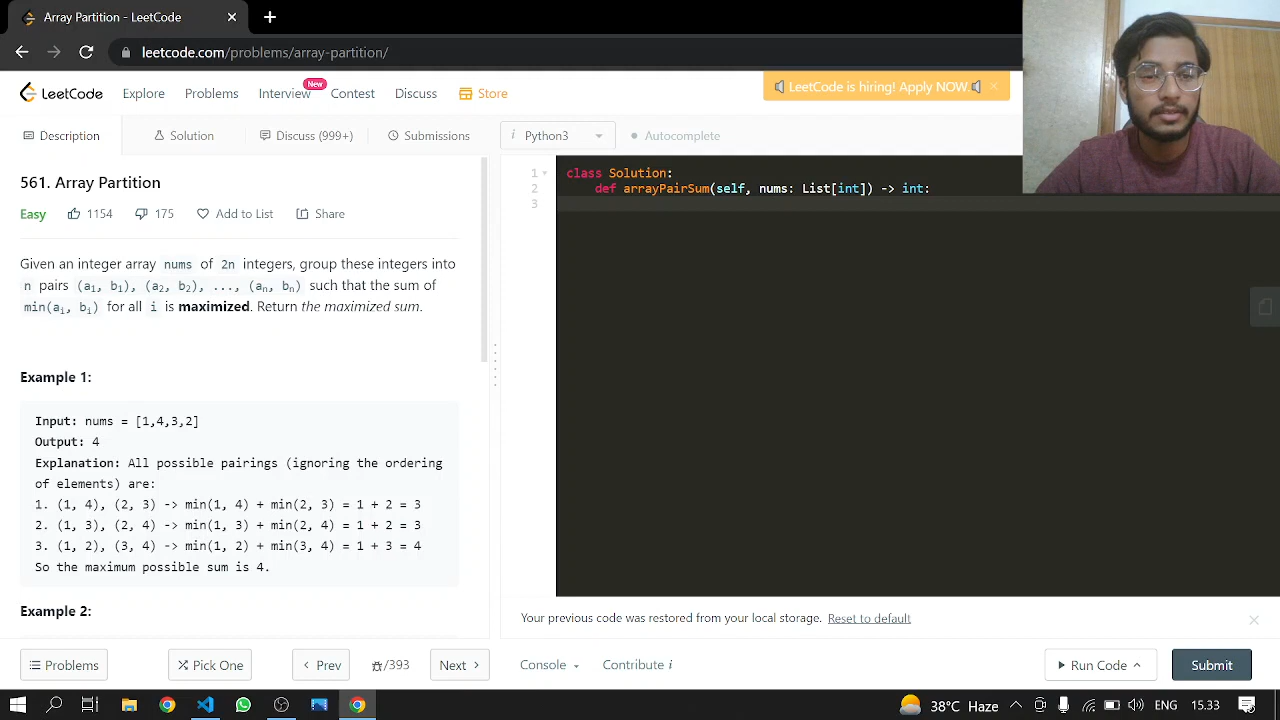 Array Partition - LeetCode
leetcode.com/problems/array-partition/
LeetCode Explore Problems Interview New Contest Discuss Store
LeetCode is hiring! Apply NOW.
Description Solution Discuss (999+) Submissions
i Python3 Autocomplete
561. Array Partition
Easy 1154 175 Add to List Share
Given an integer array nums of 2n integers, group these integers into
n pairs (a1, b1), (a2, b2), ..., (an, bn) such that the sum of
min(ai, bi) for all i is maximized. Return the maximized sum.
Example 1:
Input: nums = [1,4,3,2]
Output: 4
Explanation: All possible pairings (ignoring the ordering
of elements) are:
1. (1, 4), (2, 3) -> min(1, 4) + min(2, 3) = 1 + 2 = 3
2. (1, 3), (2, 4) -> min(1, 3) + min(2, 4) = 1 + 2 = 3
3. (1, 2), (3, 4) -> min(1, 2) + min(3, 4) = 1 + 3 = 4
So the maximum possible sum is 4.
Example 2:
1 class Solution:
2 def arrayPairSum(self, nums: List[int]) -> int:
3
Your previous code was restored from your local storage. Reset to default
Problems Pick One Prev /393 Next Console Contribute i Run Code Submit
38°C Haze ENG 15.33